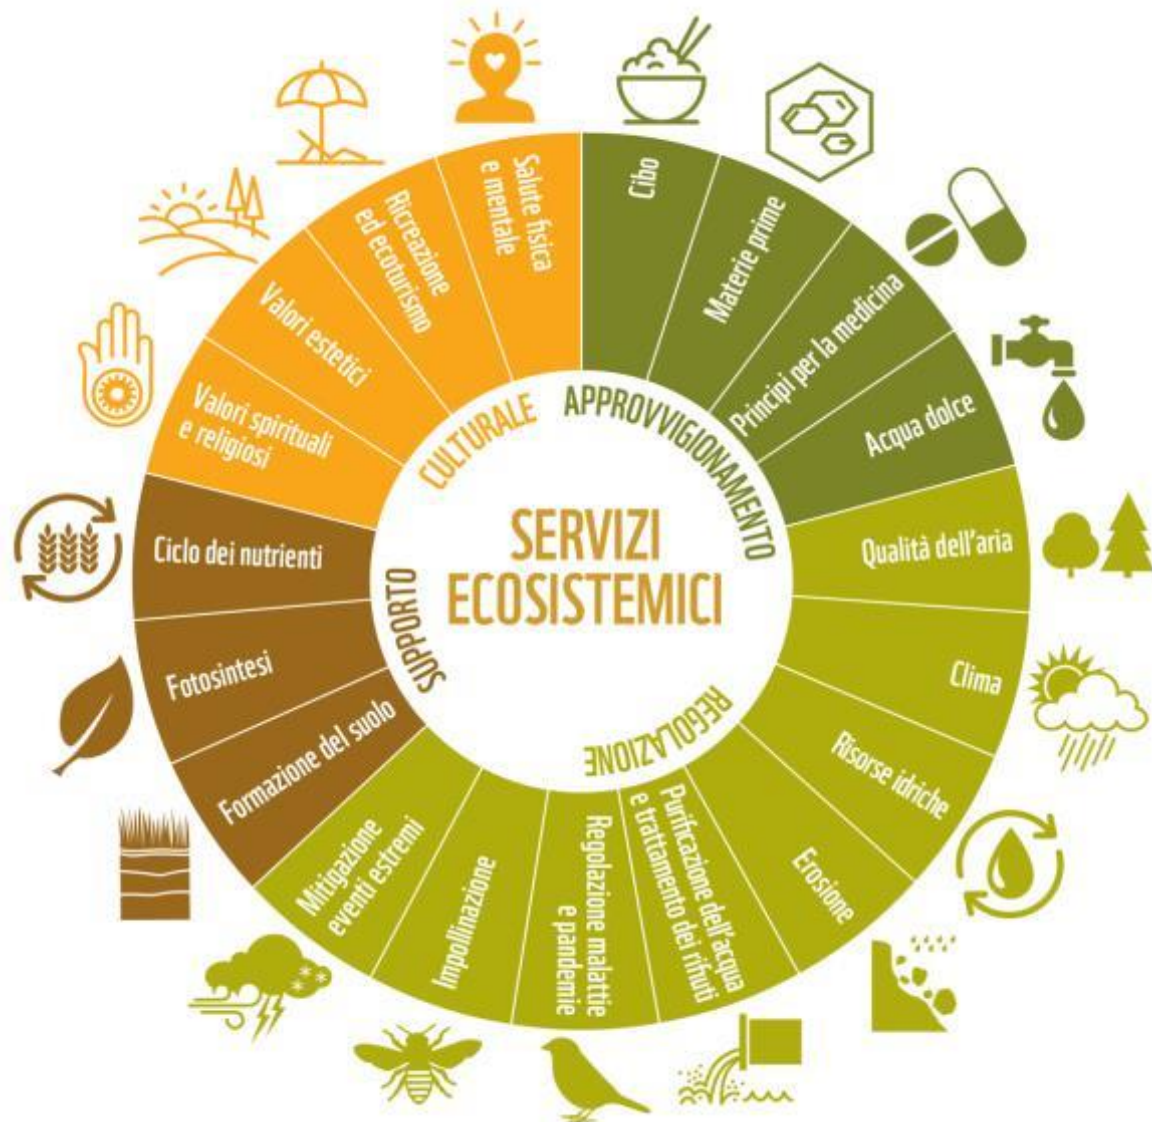 SERVIZI
ECOSISTEMICI
APPROVVIGIONAMENTO
Cibo
Materie prime
Principi per la medicina
Acqua dolce
REGOLAZIONE
Qualità dell'aria
Clima
Risorse idriche
Erosione
Purificazione dell'acqua
e trattamento dei rifiuti
Regolazione malattie
e pandemie
Impollinazione
Mitigazione
eventi estremi
SUPPORTO
Formazione del suolo
Fotosintesi
Ciclo dei nutrienti
CULTURALE
Valori spirituali
e religiosi
Valori estetici
Ricreazione
ed ecoturismo
Salute fisica
e mentale